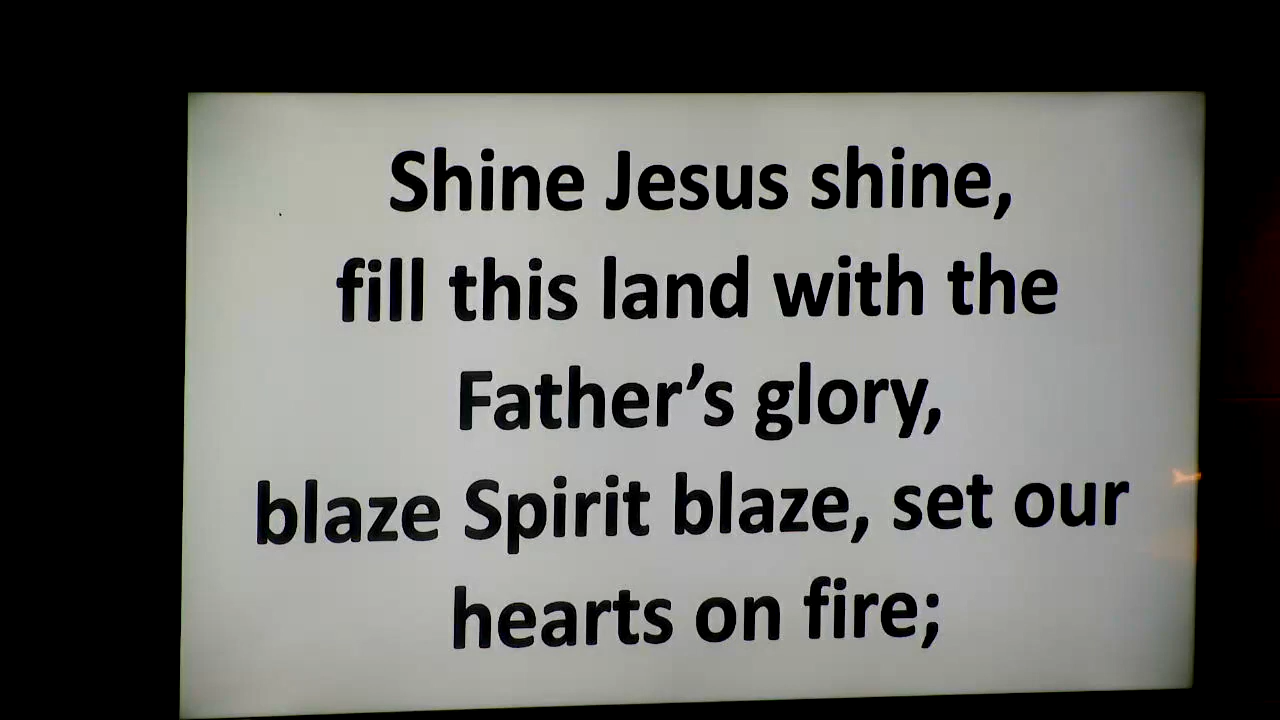 Shine Jesus shine,
fill this land with the
Father’s glory,
blaze Spirit blaze, set our
hearts on fire;